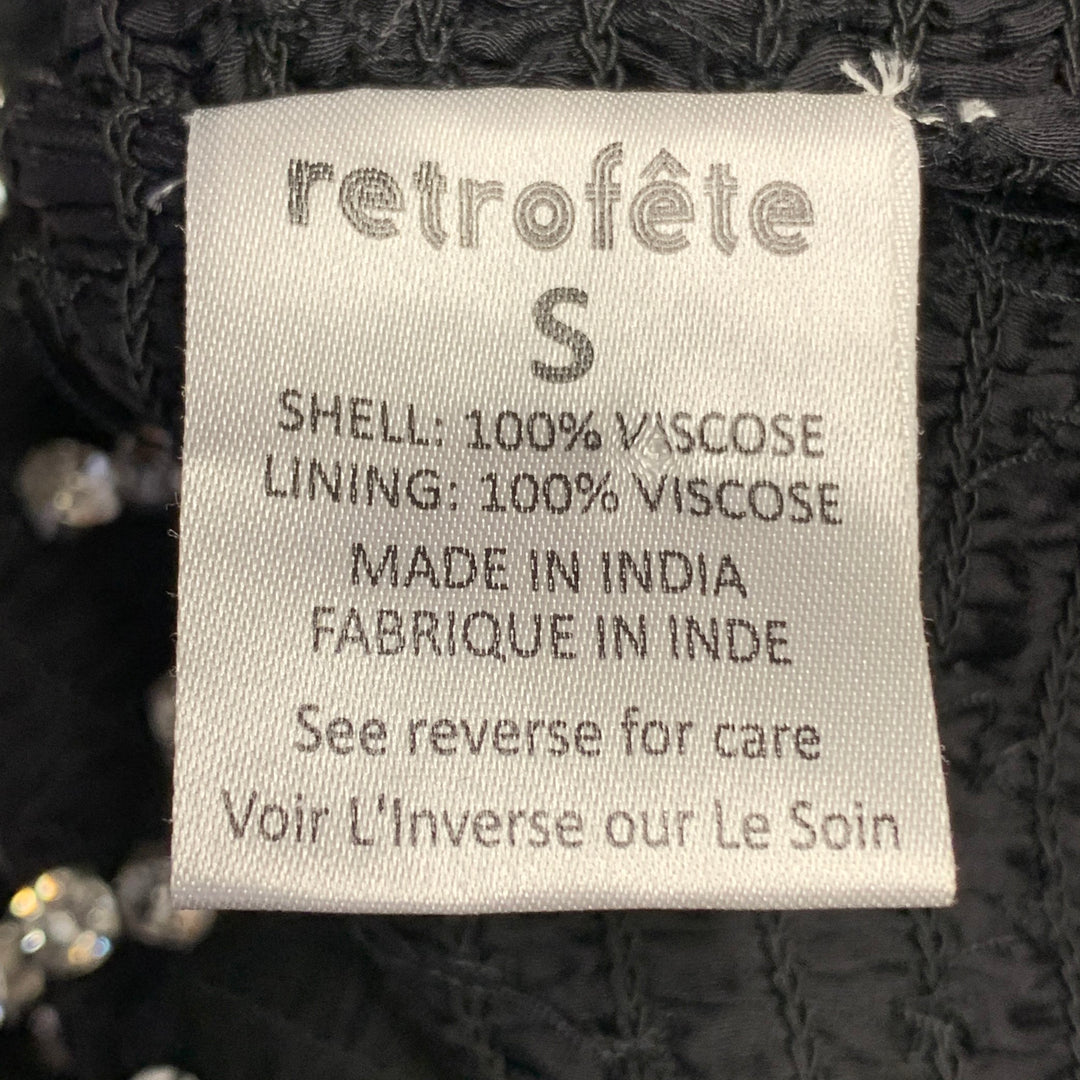 retrofête
S
SHELL: 100% VISCOSE
LINING: 100% VISCOSE
MADE IN INDIA
FABRIQUE IN INDE
See reverse for care
Voir L'Inverse our Le Soin